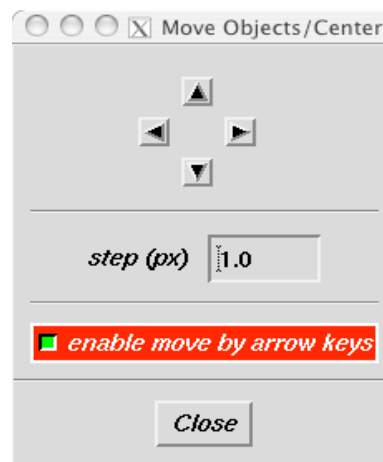 Move Objects/Center
step (px) 1.0
enable move by arrow keys
Close